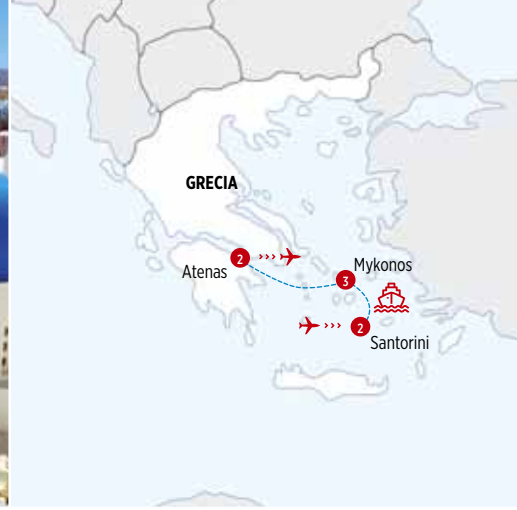 GRECIA
2
Atenas
Mykonos
3
2
Santorini